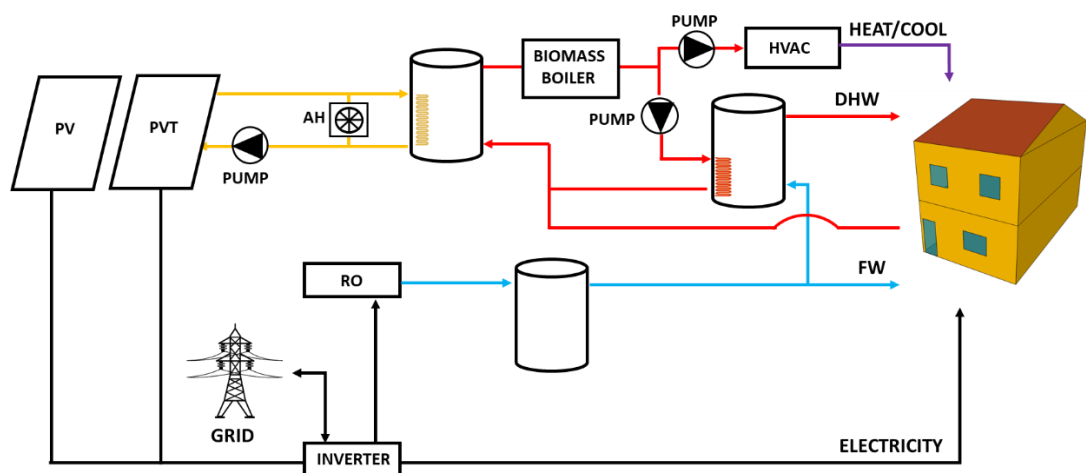 PUMP
HEAT/COOL
BIOMASS
BOILER
HVAC
PV
PVT
AH
PUMP
DHW
PUMP
RO
FW
GRID
INVERTER
ELECTRICITY